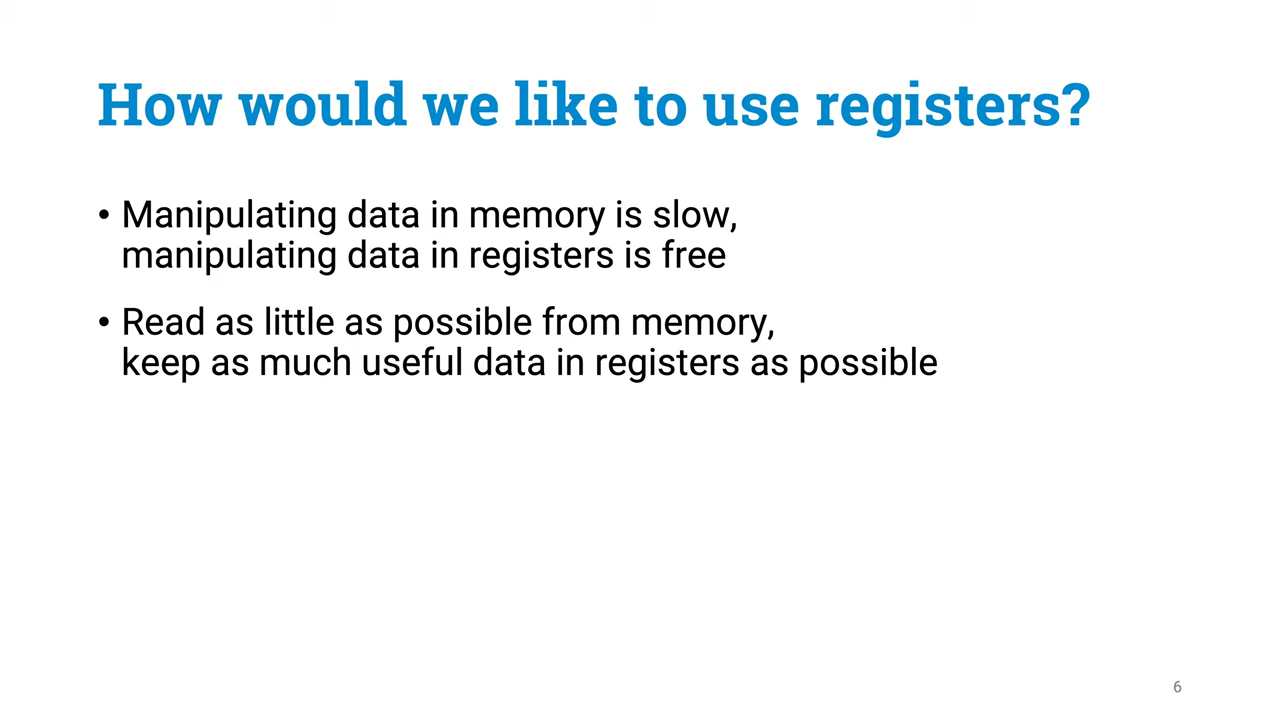 How would we like to use registers?
• Manipulating data in memory is slow,
manipulating data in registers is free
• Read as little as possible from memory,
keep as much useful data in registers as possible
6